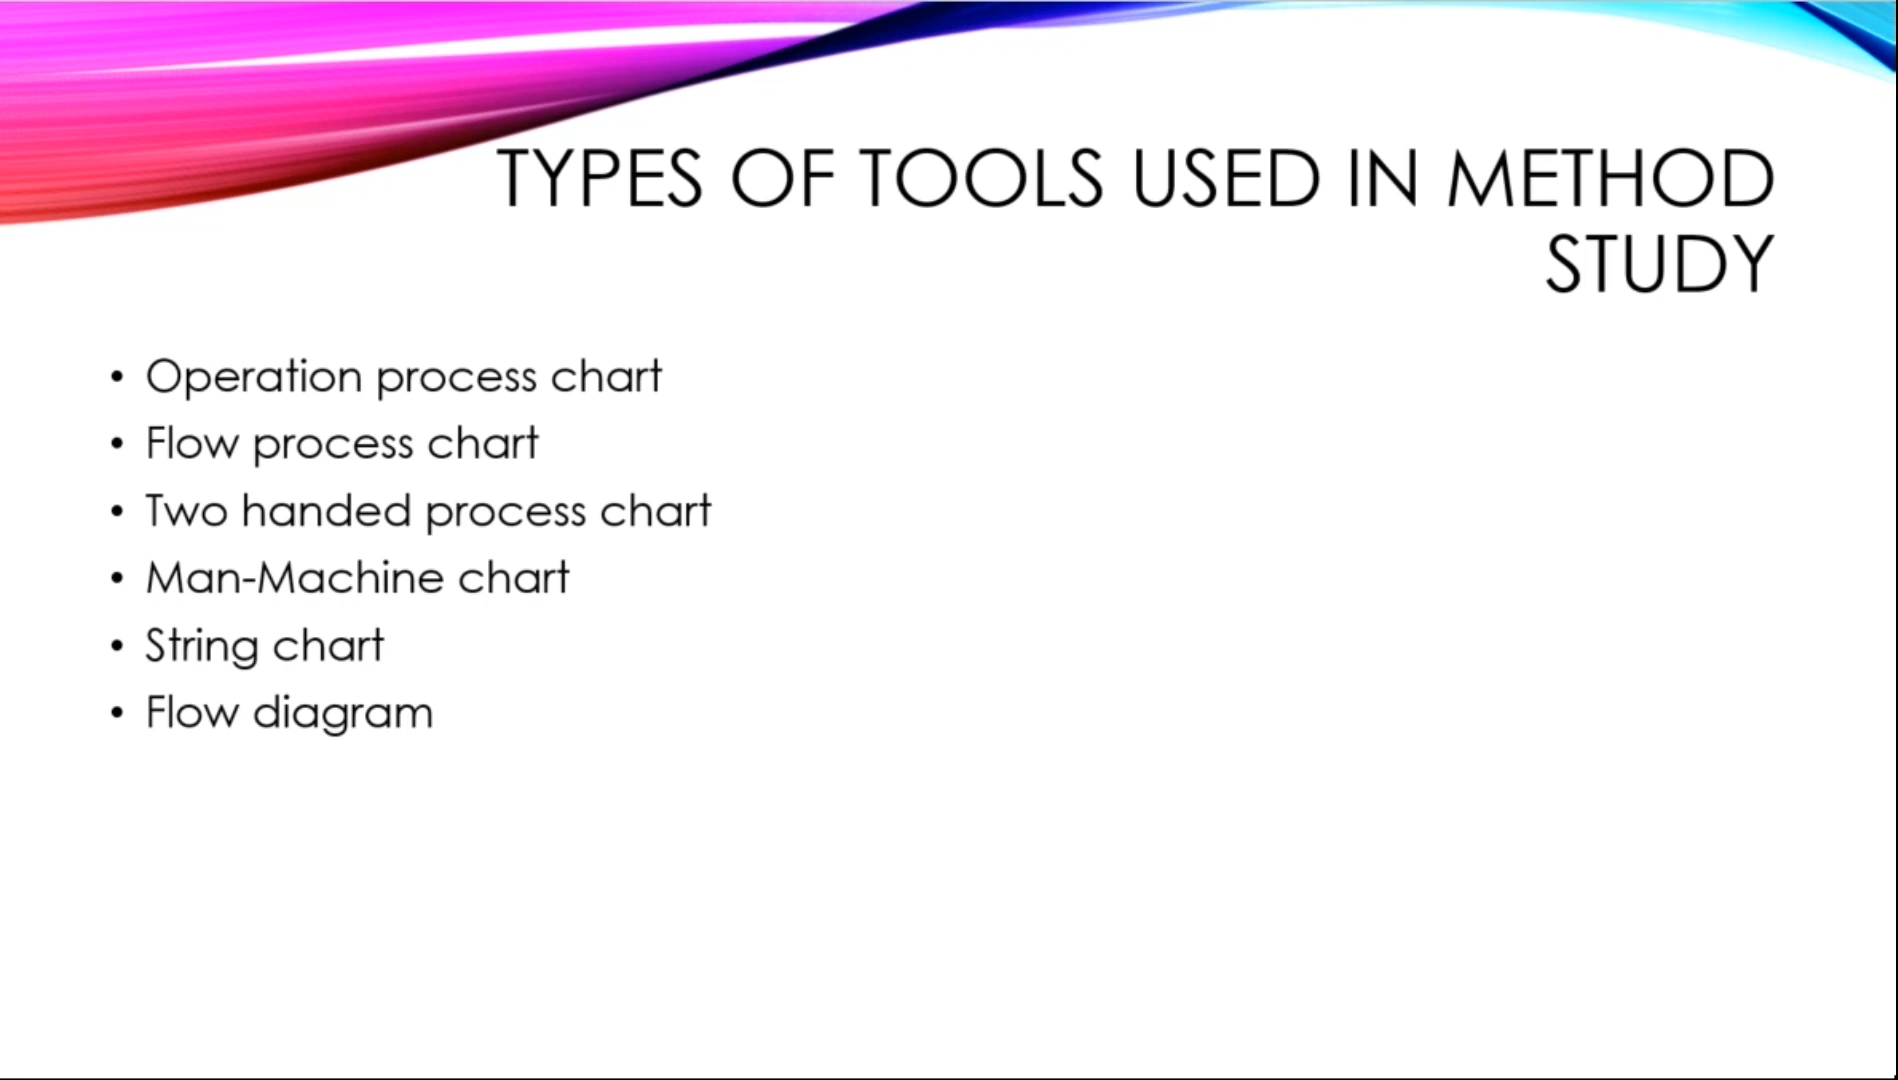 TYPES OF TOOLS USED IN METHOD
STUDY
• Operation process chart
• Flow process chart
• Two handed process chart
• Man-Machine chart
• String chart
• Flow diagram